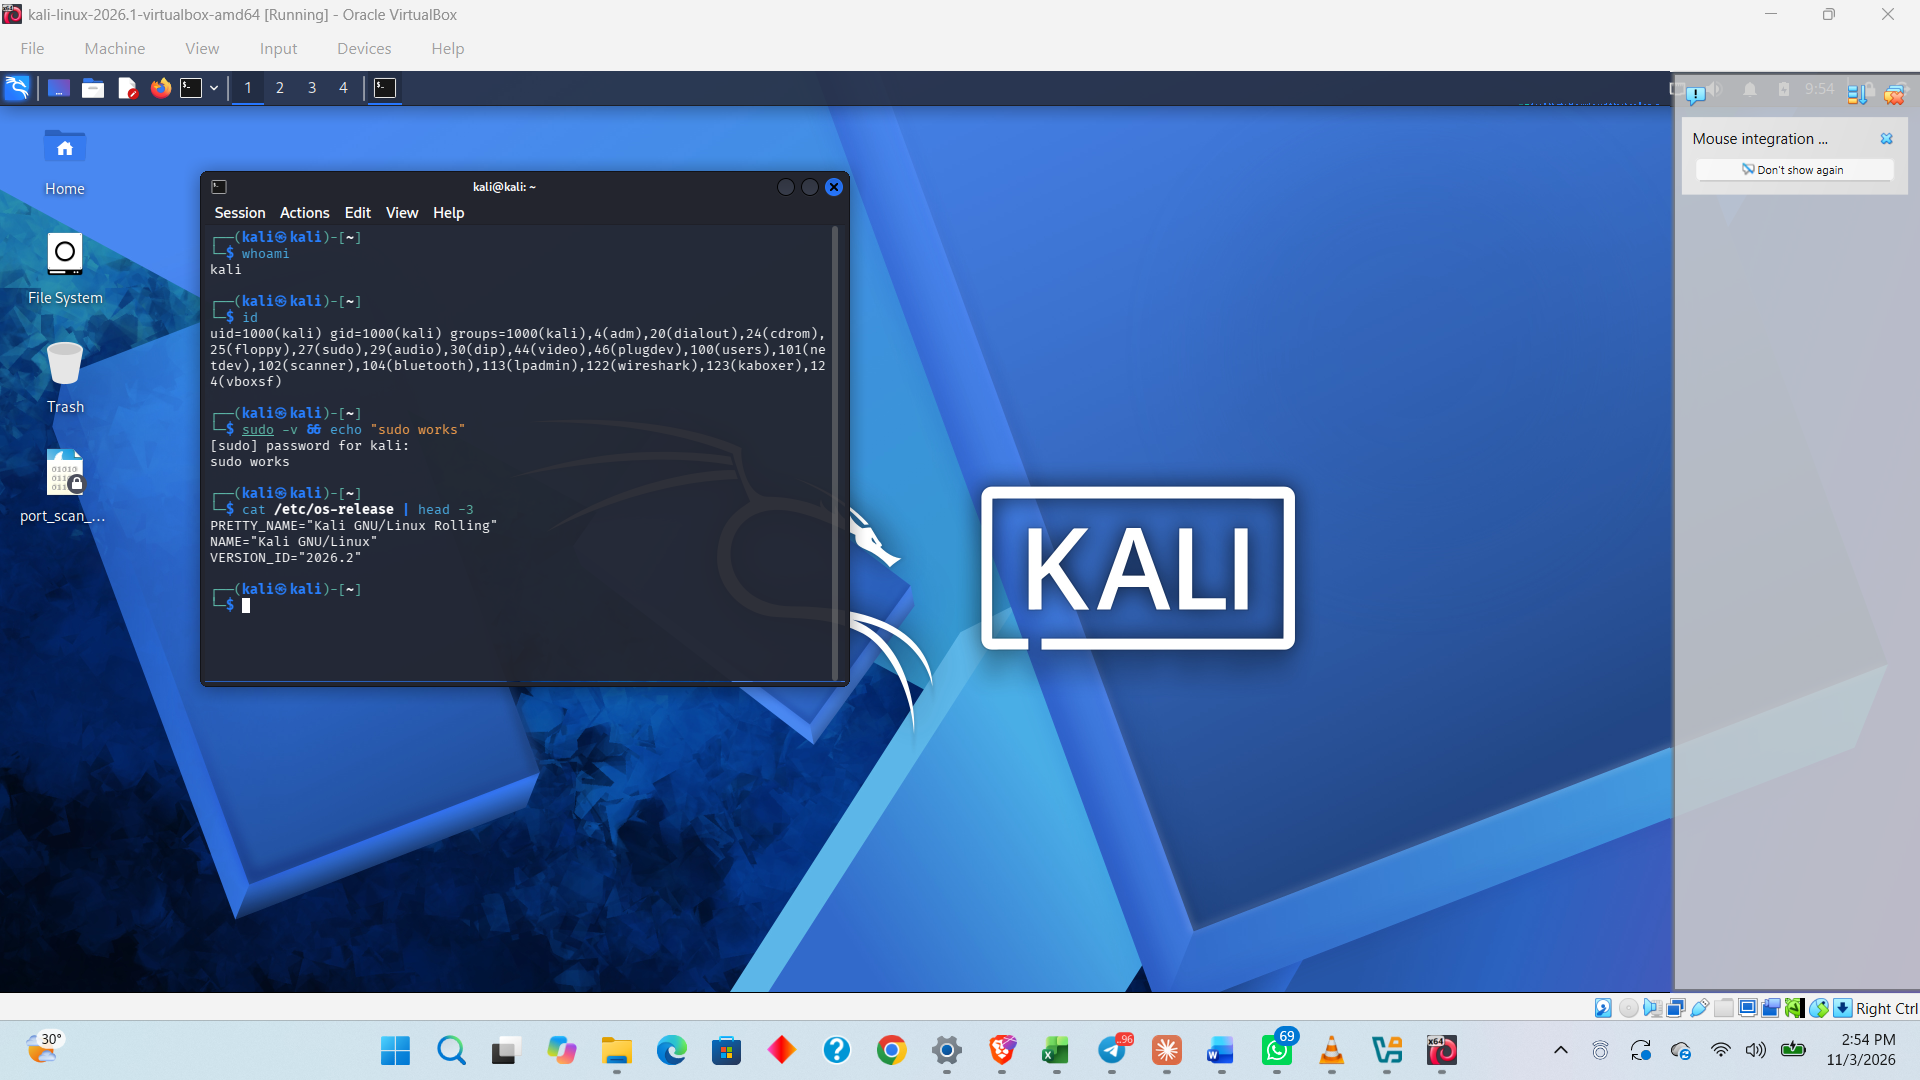 kali-linux-2026.1-virtualbox-amd64 [Running] - Oracle VirtualBox
File Machine View Input Devices Help
1 2 3 4
9:54
Home
File System
Trash
port_scan_...
kali@kali: ~
Session Actions Edit View Help
┌──(kali㉿kali)-[~]
└─$ whoami
kali
┌──(kali㉿kali)-[~]
└─$ id
uid=1000(kali) gid=1000(kali) groups=1000(kali),4(adm),20(dialout),24(cdrom),
25(floppy),27(sudo),29(audio),30(dip),44(video),46(plugdev),100(users),101(ne
tdev),102(scanner),104(bluetooth),113(lpadmin),122(wireshark),123(kaboxer),12
4(vboxsf)
┌──(kali㉿kali)-[~]
└─$ sudo -v && echo "sudo works"
[sudo] password for kali:
sudo works
┌──(kali㉿kali)-[~]
└─$ cat /etc/os-release | head -3
PRETTY_NAME="Kali GNU/Linux Rolling"
NAME="Kali GNU/Linux"
VERSION_ID="2026.2"
┌──(kali㉿kali)-[~]
└─$
KALI
Mouse integration ...
Don't show again
Right Ctrl
30°
96
69
x64
2:54 PM
11/3/2026